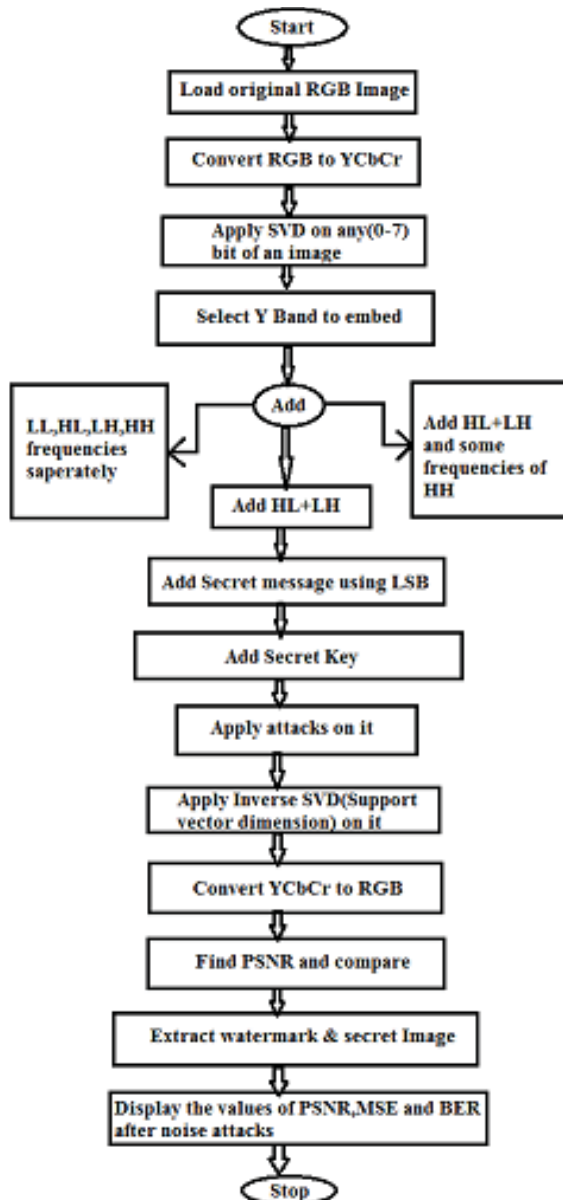 Start
Load original RGB Image
Convert RGB to YCbCr
Apply SVD on any(0-7)
bit of an image
Select Y Band to embed
Add
LL,HL,LH,HH
frequencies
saperately
Add HL+LH
and some
frequencies of
HH
Add HL+LH
Add Secret message using LSB
Add Secret Key
Apply attacks on it
Apply Inverse SVD(Support
vector dimension) on it
Convert YCbCr to RGB
Find PSNR and compare
Extract watermark & secret Image
Display the values of PSNR,MSE and BER
after noise attacks
Stop